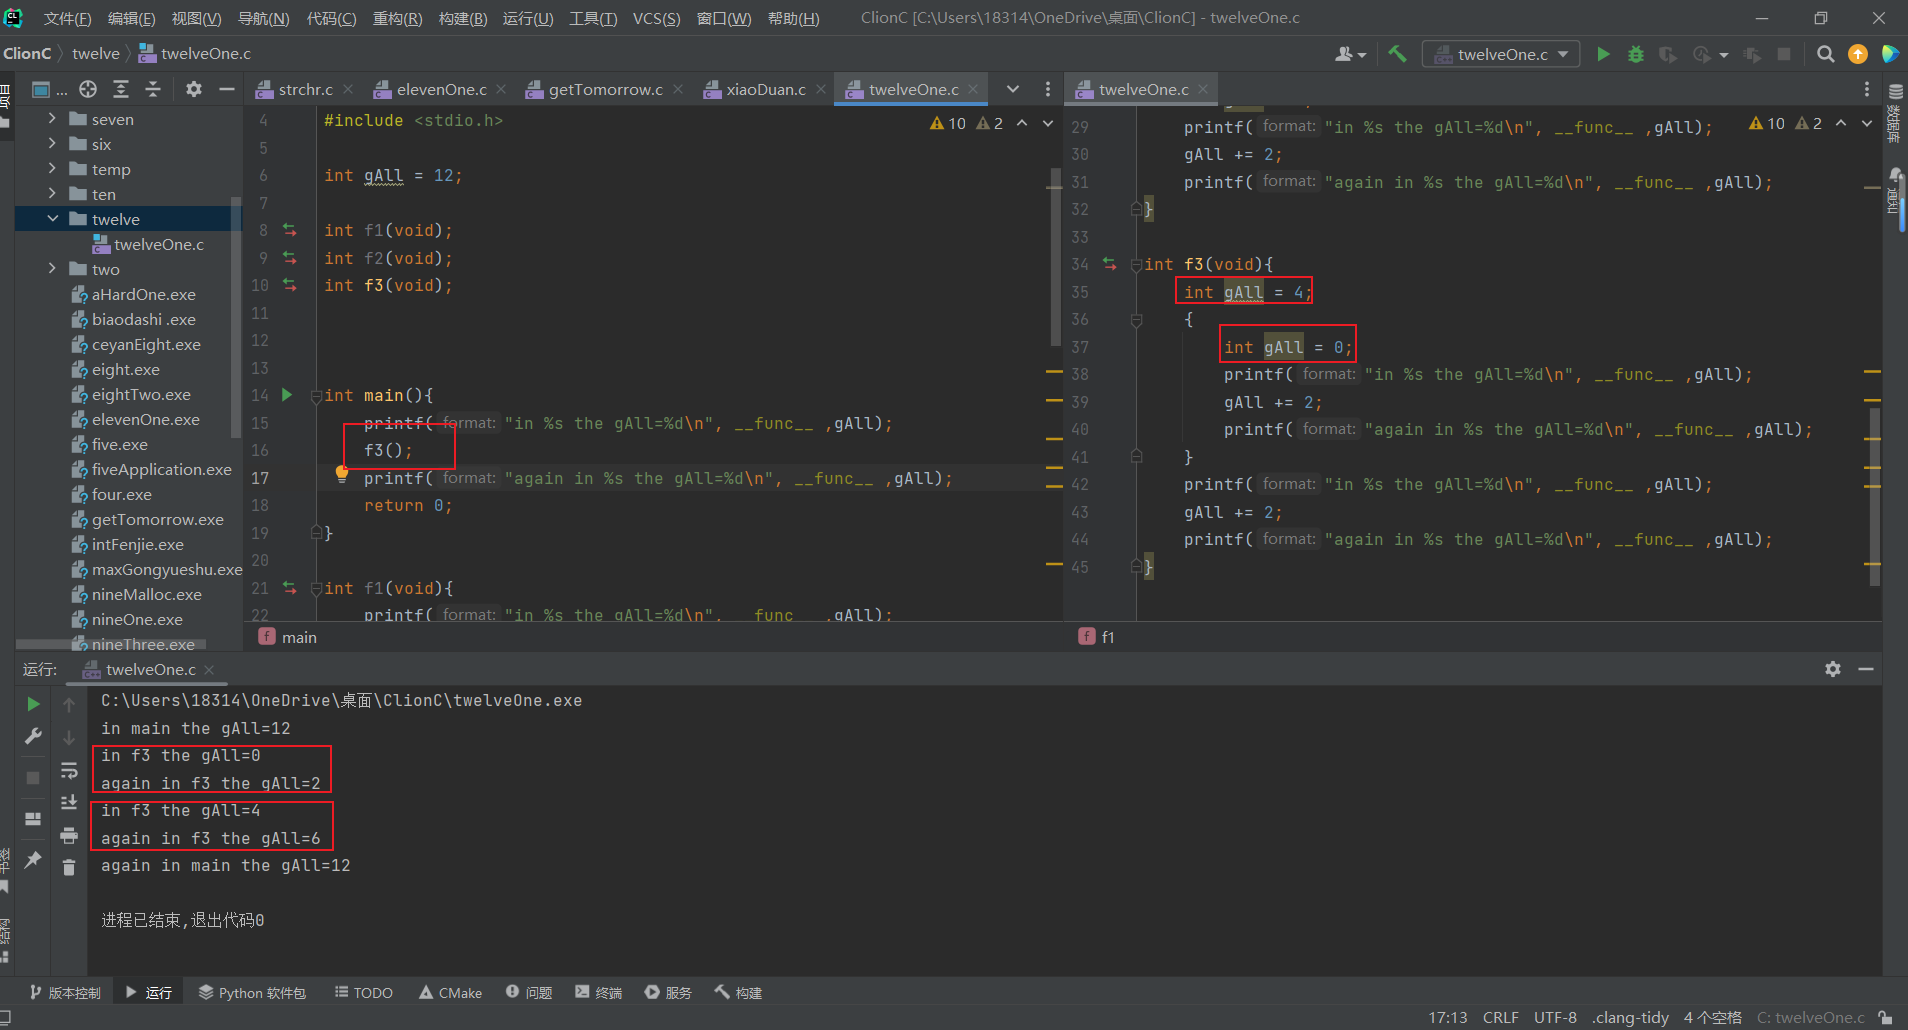 文件(F) 编辑(E) 视图(V) 导航(N) 代码(C) 重构(R) 构建(B) 运行(U) 工具(T) VCS(S) 窗口(W) 帮助(H) ClionC [C:\Users\18314\OneDrive\桌面\ClionC] - twelveOne.c
ClionC twelve twelveOne.c
twelveOne.c
项目
...
strchr.c elevenOne.c getTomorrow.c xiaoDuan.c twelveOne.c
twelveOne.c
seven
six
temp
ten
twelve
twelveOne.c
two
aHardOne.exe
biaodashi .exe
ceyanEight.exe
eight.exe
eightTwo.exe
elevenOne.exe
five.exe
fiveApplication.exe
four.exe
getTomorrow.exe
intFenjie.exe
maxGongyueshu.exe
nineMalloc.exe
nineOne.exe
nineThree.exe
10 2
4 #include <stdio.h>
5
6 int gAll = 12;
7
8 int f1(void);
9 int f2(void);
10 int f3(void);
11
12
13
14 int main(){
15 printf( format: "in %s the gAll=%d\n", __func__ ,gAll);
16 f3();
17 printf( format: "again in %s the gAll=%d\n", __func__ ,gAll);
18 return 0;
19 }
20
21 int f1(void){
22 printf( format: "in %s the gAll=%d\n", __func__ ,gAll);
main
10 2
29 printf( format: "in %s the gAll=%d\n", __func__ ,gAll);
30 gAll += 2;
31 printf( format: "again in %s the gAll=%d\n", __func__ ,gAll);
32 }
33
34 int f3(void){
35 int gAll = 4;
36 {
37 int gAll = 0;
38 printf( format: "in %s the gAll=%d\n", __func__ ,gAll);
39 gAll += 2;
40 printf( format: "again in %s the gAll=%d\n", __func__ ,gAll);
41 }
42 printf( format: "in %s the gAll=%d\n", __func__ ,gAll);
43 gAll += 2;
44 printf( format: "again in %s the gAll=%d\n", __func__ ,gAll);
45 }
f1
数据库
通知
运行: twelveOne.c
C:\Users\18314\OneDrive\桌面\ClionC\twelveOne.exe
in main the gAll=12
in f3 the gAll=0
again in f3 the gAll=2
in f3 the gAll=4
again in f3 the gAll=6
again in main the gAll=12
进程已结束,退出代码0
版本控制 运行 Python 软件包 TODO CMake 问题 终端 服务 构建
17:13 CRLF UTF-8 .clang-tidy 4 个空格 C: twelveOne.c